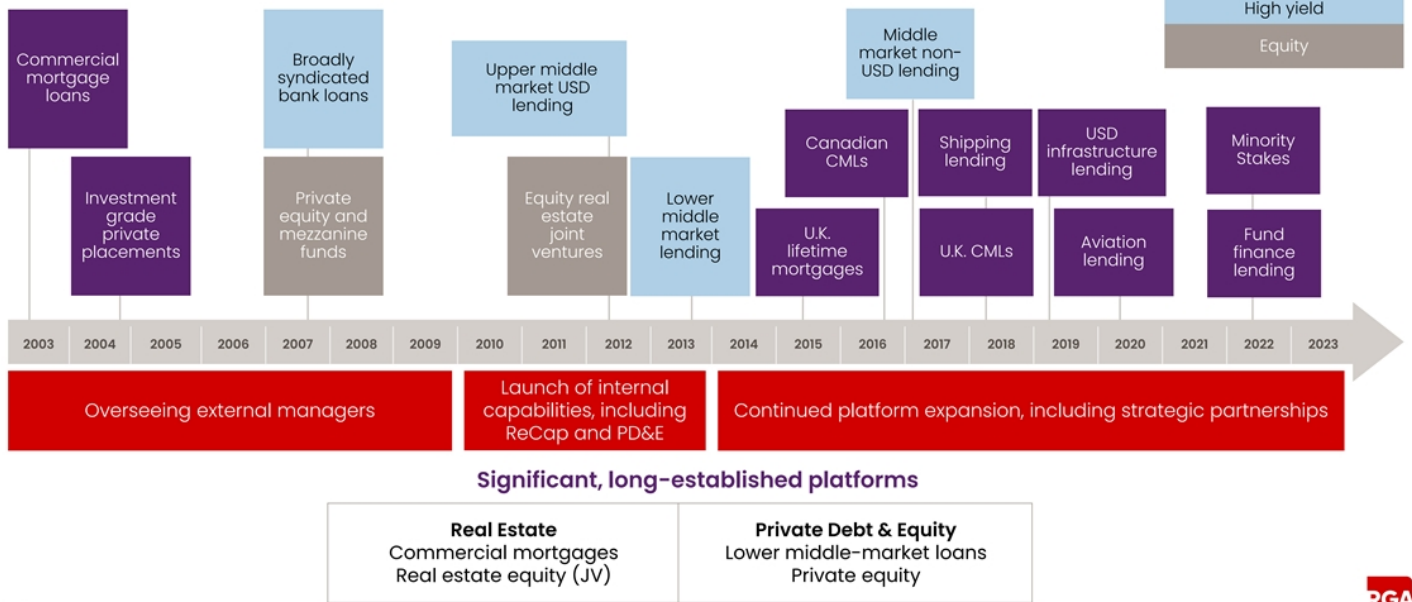 High yield
Equity
Commercial
mortgage
loans
Broadly
syndicated
bank loans
Upper middle
market USD
lending
Middle
market non-
USD lending
Canadian
CMLs
Shipping
lending
USD
infrastructure
lending
Minority
Stakes
Investment
grade
private
placements
Private
equity and
mezzanine
funds
Equity real
estate
joint
ventures
Lower
middle
market
lending
U.K.
lifetime
mortgages
U.K. CMLs
Aviation
lending
Fund
finance
lending
2003 2004 2005 2006 2007 2008 2009 2010 2011 2012 2013 2014 2015 2016 2017 2018 2019 2020 2021 2022 2023
Overseeing external managers
Launch of internal
capabilities, including
ReCap and PD&E
Continued platform expansion, including strategic partnerships
Significant, long-established platforms
Real Estate
Commercial mortgages
Real estate equity (JV)
Private Debt & Equity
Lower middle-market loans
Private equity
RGA